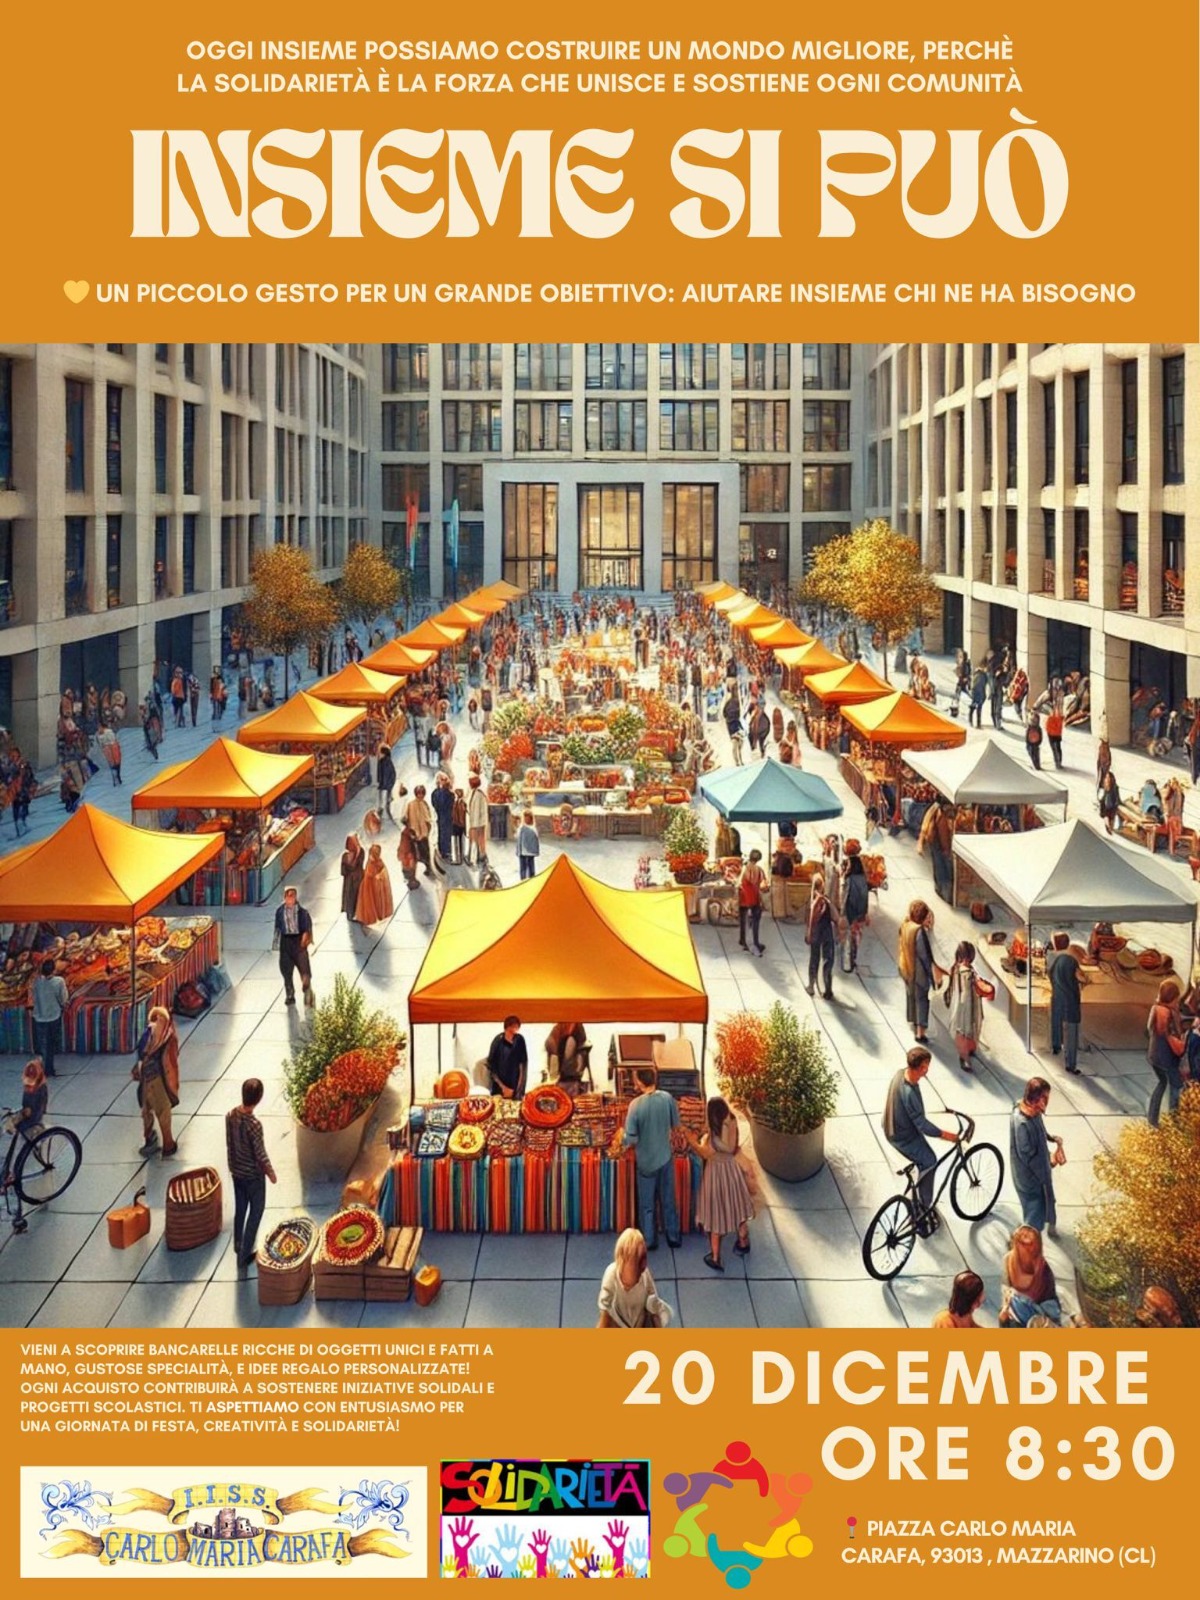 OGGI INSIEME POSSIAMO COSTRUIRE UN MONDO MIGLIORE, PERCHÈ
LA SOLIDARIETÀ È LA FORZA CHE UNISCE E SOSTIENE OGNI COMUNITÀ
INSIEME SI PUÒ
UN PICCOLO GESTO PER UN GRANDE OBIETTIVO: AIUTARE INSIEME CHI NE HA BISOGNO
VIENI A SCOPRIRE BANCARELLE RICCHE DI OGGETTI UNICI E FATTI A
MANO, GUSTOSE SPECIALITÀ, E IDEE REGALO PERSONALIZZATE!
OGNI ACQUISTO CONTRIBUIRÀ A SOSTENERE INIZIATIVE SOLIDALI E
PROGETTI SCOLASTICI. TI ASPETTIAMO CON ENTUSIASMO PER
UNA GIORNATA DI FESTA, CREATIVITÀ E SOLIDARIETÀ!
20 DICEMBRE
ORE 8:30
I.I.S.S.
CARLO MARIA CARAFA
SOLIDARIETÀ
PIAZZA CARLO MARIA
CARAFA, 93013 , MAZZARINO (CL)